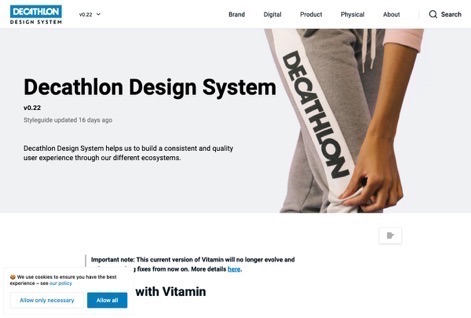 DECATHLON
DESIGN SYSTEM
v0.22
Brand
Digital
Product
Physical
About
Search
Decathlon Design System
v0.22
Styleguide updated 16 days ago
Decathlon Design System helps us to build a consistent and quality
user experience through our different ecosystems.
DECATHLON
Important note: This current version of Vitamin will no longer evolve and
fixes from now on. More details here.
with Vitamin
We use cookies to ensure you have the best
experience – see our policy
Allow only necessary
Allow all